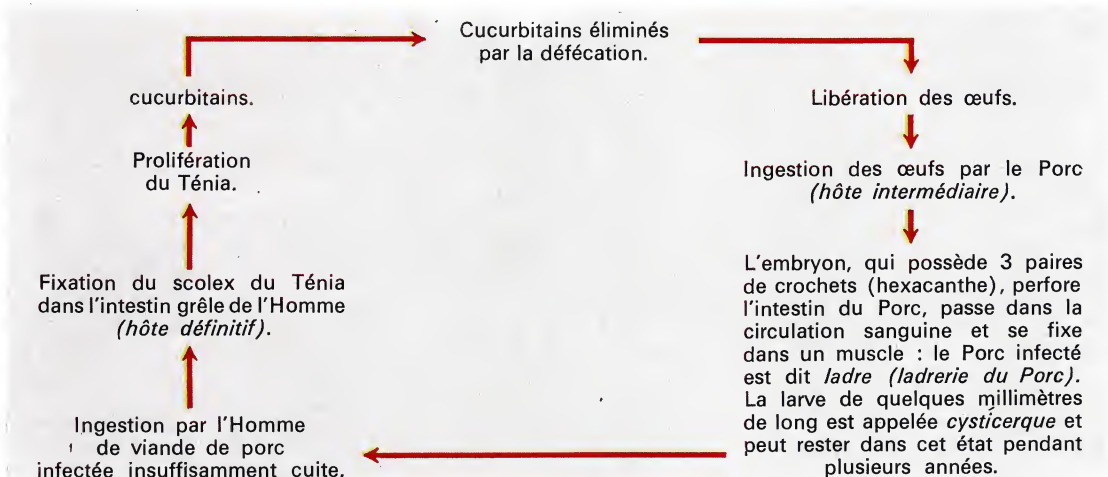 Cucurbitains éliminés
par la défécation.
Libération des œufs.
Ingestion des œufs par le Porc
(hôte intermédiaire).
L'embryon, qui possède 3 paires
de crochets (hexacanthe), perfore
l'intestin du Porc, passe dans la
circulation sanguine et se fixe
dans un muscle : le Porc infecté
est dit ladre (ladrerie du Porc).
La larve de quelques millimètres
de long est appelée cysticerque et
peut rester dans cet état pendant
plusieurs années.
Ingestion par l'Homme
de viande de porc
infectée insuffisamment cuite.
Fixation du scolex du Ténia
dans l'intestin grêle de l'Homme
(hôte définitif).
Prolifération
du Ténia.
cucurbitains.